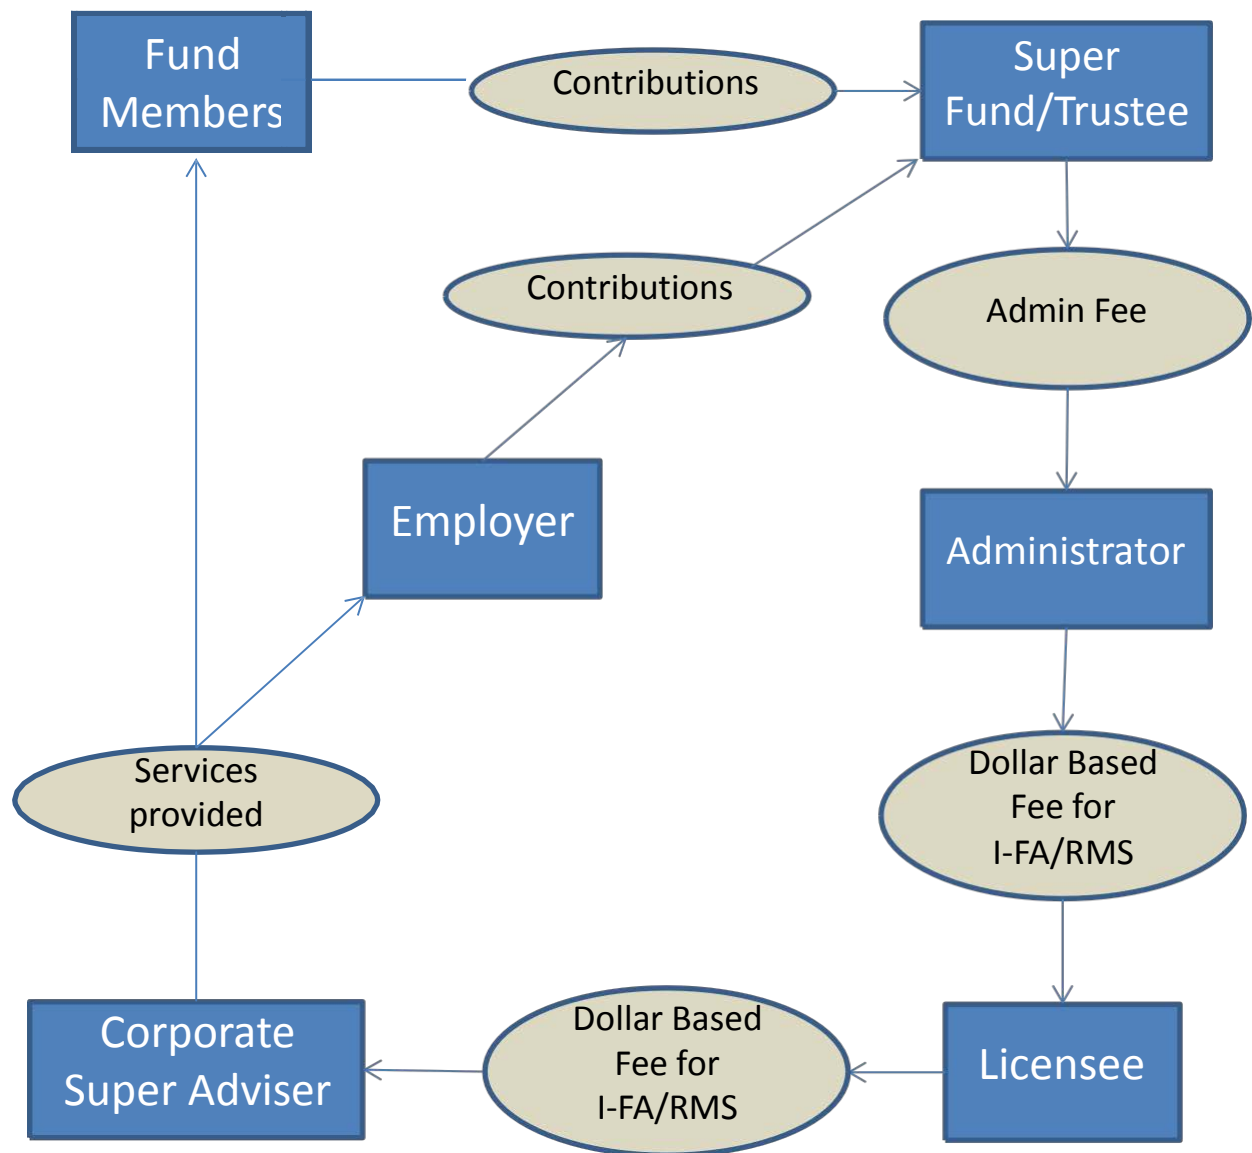 Fund
Members
Contributions
Super
Fund/Trustee
Contributions
Admin Fee
Employer
Administrator
Services
provided
Dollar Based
Fee for
I-FA/RMS
Corporate
Super Adviser
Dollar Based
Fee for
I-FA/RMS
Licensee